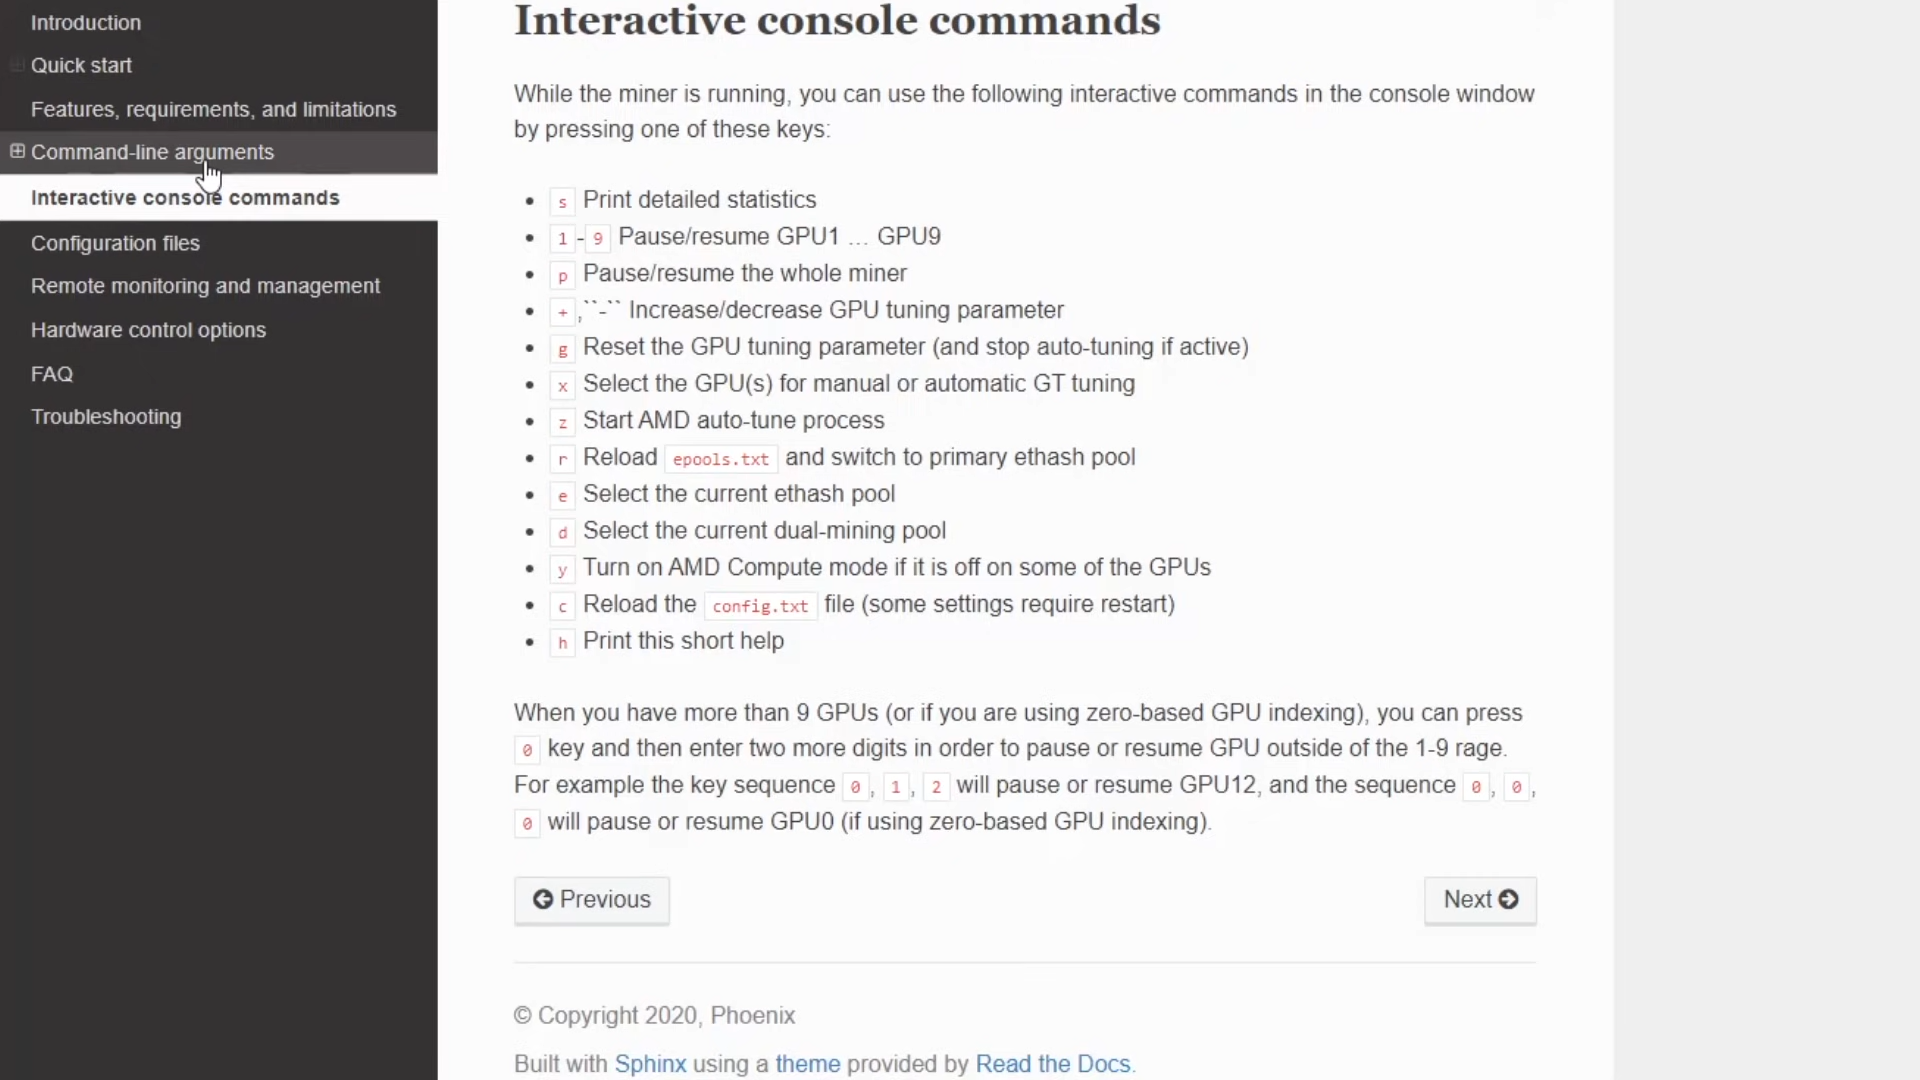 Introduction
Quick start
Features, requirements, and limitations
Command-line arguments
Interactive console commands
Configuration files
Remote monitoring and management
Hardware control options
FAQ
Troubleshooting
Interactive console commands
While the miner is running, you can use the following interactive commands in the console window
by pressing one of these keys:
• s Print detailed statistics
• 1-9 Pause/resume GPU1 … GPU9
• p Pause/resume the whole miner
• +,``-`` Increase/decrease GPU tuning parameter
• g Reset the GPU tuning parameter (and stop auto-tuning if active)
• x Select the GPU(s) for manual or automatic GT tuning
• z Start AMD auto-tune process
• r Reload epools.txt and switch to primary ethash pool
• e Select the current ethash pool
• d Select the current dual-mining pool
• y Turn on AMD Compute mode if it is off on some of the GPUs
• c Reload the config.txt file (some settings require restart)
• h Print this short help
When you have more than 9 GPUs (or if you are using zero-based GPU indexing), you can press
0 key and then enter two more digits in order to pause or resume GPU outside of the 1-9 rage.
For example the key sequence 0, 1, 2 will pause or resume GPU12, and the sequence 0, 0,
0 will pause or resume GPU0 (if using zero-based GPU indexing).
Previous
Next
© Copyright 2020, Phoenix
Built with Sphinx using a theme provided by Read the Docs.